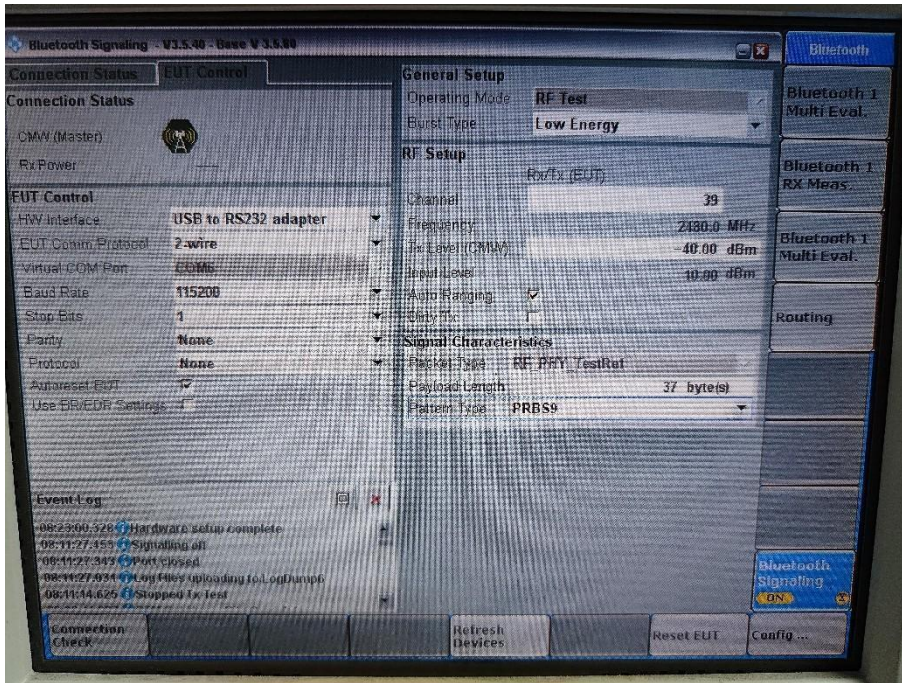 Bluetooth Signaling - V3.5.40 - Base V 3.5.80
Bluetooth
Connection Status
EUT Control
Connection Status
CMW (Master)
Rx Power
EUT Control
HW Interface USB to RS232 adapter
EUT Comm Protocol 2-wire
Virtual COM Port COM6
Baud Rate 115200
Stop Bits 1
Parity None
Protocol None
Autoreset EUT
Use BR/EDR Settings
Event Log
08:23:00.328 Hardware setup complete
08:11:27.453 Signalling off
08:11:27.343 Port closed
08:11:27.031 Log Files uploading to LogDump6
08:11:14.625 Stopped Tx Test
General Setup
Operating Mode RF Test
Burst Type Low Energy
RF Setup
Rx/Tx (EUT)
Channel 39
Frequency 2480.0 MHz
Tx Level (CMW) -40.00 dBm
Input Level 10.00 dBm
Auto Ranging
Dirty Tx
Signal Characteristics
Packet Type RF_PHY_TestRef
Payload Length 37 byte(s)
Pattern Type PRBS9
Bluetooth 1
Multi Eval.
Bluetooth 1
RX Meas.
Bluetooth 1
Multi Eval.
Routing
Bluetooth
Signaling
ON
Connection
Check
Refresh
Devices
Reset EUT
Config ...